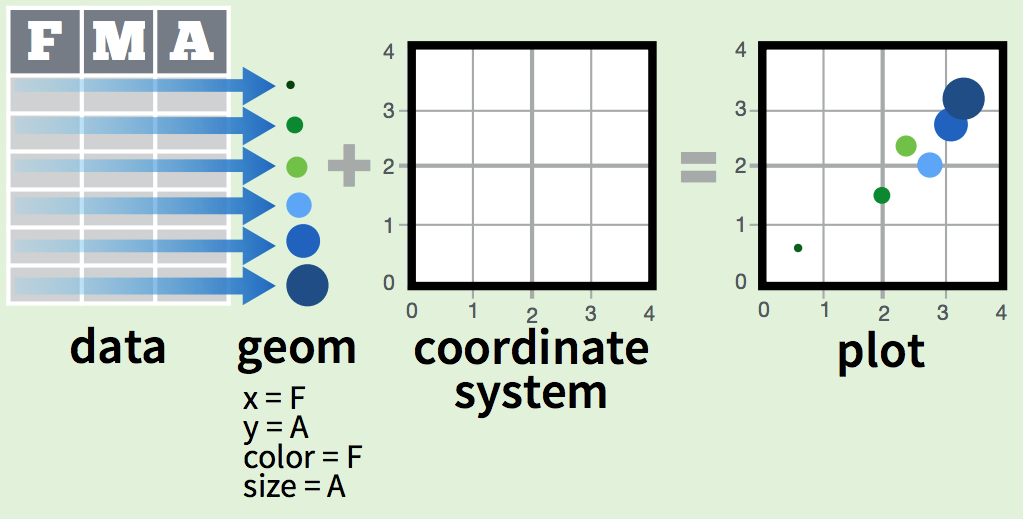 F M A
+
=
4
3
2
1
0
0 1 2 3 4
4
3
2
1
0
0 1 2 3 4
data
geom
coordinate
system
plot
x = F
y = A
color = F
size = A